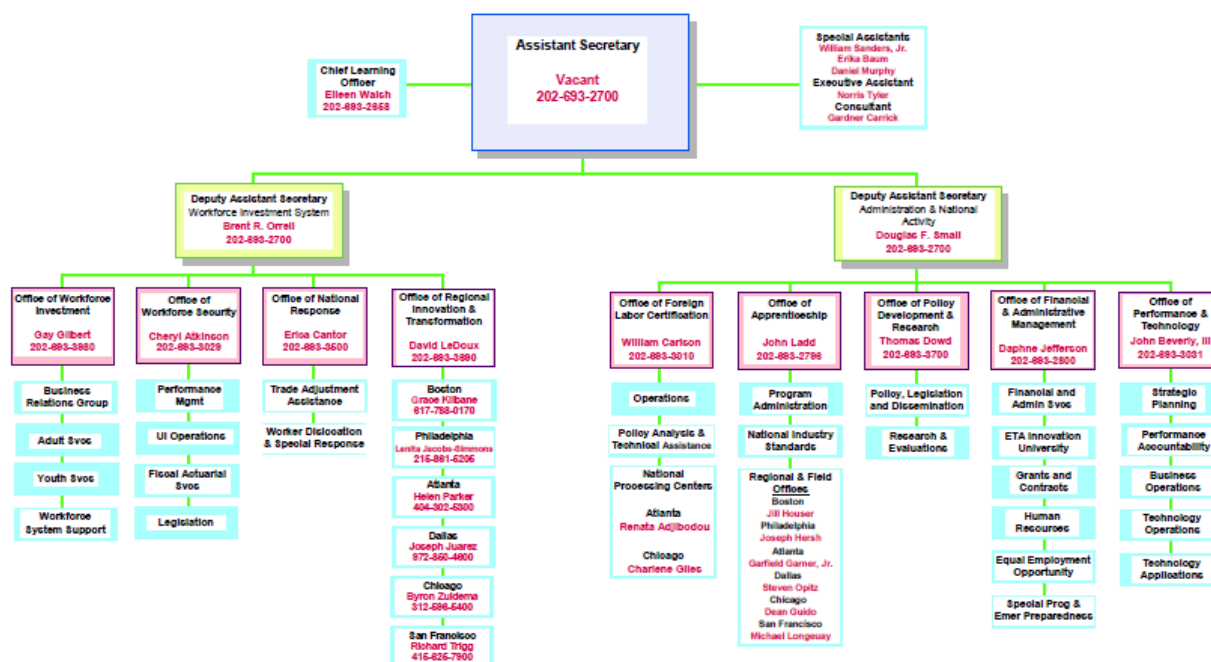 Assistant Secretary
Vacant
202-693-2700
Chief Learning
Officer
Eileen Walsh
202-693-2658
Special Assistants
William Sanders, Jr.
Erika Baum
Daniel Murphy
Executive Assistant
Norris Tyler
Consultant
Gardner Carrick
Deputy Assistant Secretary
Workforce Investment System
Brent R. Orrell
202-693-2700
Deputy Assistant Secretary
Administration & National
Activity
Douglas F. Small
202-693-2700
Office of Workforce
Investment
Gay Gilbert
202-693-3980
Office of
Workforce Security
Cheryl Atkinson
202-693-3029
Office of National
Response
Erica Cantor
202-693-3500
Office of Regional
Innovation &
Transformation
David LeDoux
202-693-3690
Office of Foreign
Labor Certification
William Carlson
202-693-3010
Office of
Apprenticeship
John Ladd
202-693-2796
Office of Policy
Development &
Research
Thomas Dowd
202-693-3700
Office of Financial
& Administrative
Management
Daphne Jefferson
202-693-2800
Office of
Performance
& Technology
John Beverly, III
202-693-3031
Business
Relations Group
Adult Svcs
Youth Svcs
Workforce
System Support
Performance
Mgmt
UI Operations
Fiscal Actuarial
Svcs
Legislation
Trade Adjustment
Assistance
Worker Dislocation
& Special Response
Boston
Grace Kilbane
617-788-0170
Philadelphia
Lenita Jacobs-Simmons
215-861-5205
Atlanta
Helen Parker
404-302-5300
Dallas
Joseph Juarez
972-850-4600
Chicago
Byron Zuidema
312-596-5400
San Francisco
Richard Trigg
415-625-7900
Operations
Policy Analysis &
Technical Assistance
National
Processing Centers
Atlanta
Renata Adjibodou
Chicago
Charlene Giles
Program
Administration
National Industry
Standards
Regional & Field
Offices
Boston
Jill Houser
Philadelphia
Joseph Hersh
Atlanta
Garfield Garner, Jr.
Dallas
Steven Opitz
Chicago
Dean Guido
San Francisco
Michael Longeuay
Policy, Legislation
and Dissemination
Research &
Evaluations
Financial and
Admin Svcs
ETA Innovation
University
Grants and
Contracts
Human
Resources
Equal Employment
Opportunity
Special Prog &
Emer Preparedness
Strategic
Planning
Performance
Accountability
Business
Operations
Technology
Operations
Technology
Applications